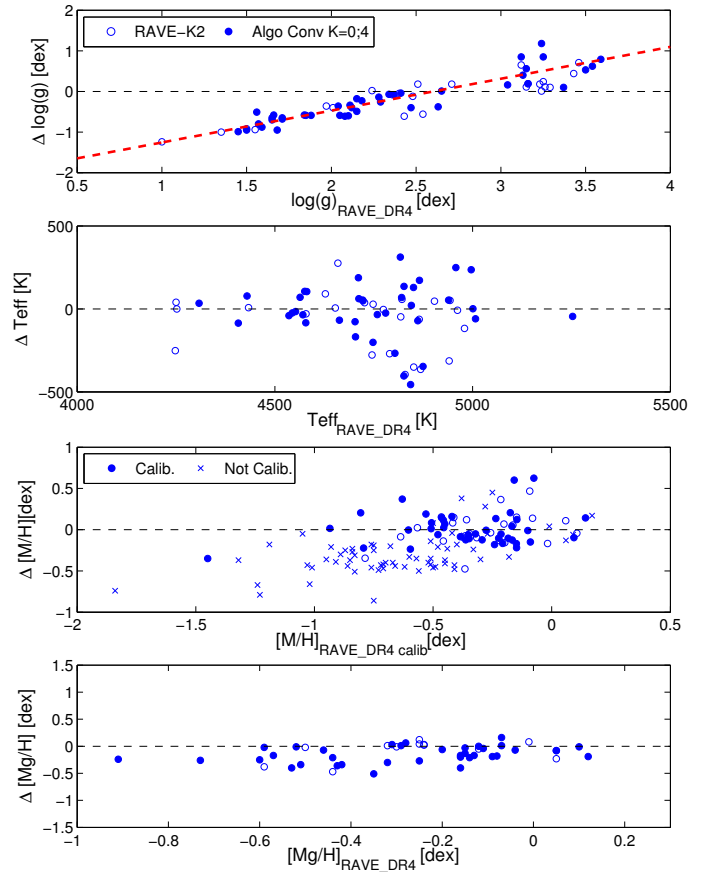 2
1
0
−1
−2
Δ log(g) [dex]
RAVE−K2
Algo Conv K=0;4
0.5 1 1.5 2 2.5 3 3.5 4
log(g)RAVE_DR4 [dex]
500
0
−500
Δ Teff [K]
4000 4500 5000 5500
TeffRAVE_DR4 [K]
1
0.5
0
−0.5
−1
Δ [M/H][dex]
Calib.
Not Calib.
−2 −1.5 −1 −0.5 0 0.5
[M/H]RAVE_DR4 calib[dex]
1.5
1
0.5
0
−0.5
−1
−1.5
Δ [Mg/H] [dex]
−1 −0.8 −0.6 −0.4 −0.2 0 0.2
[Mg/H]RAVE_DR4 [dex]